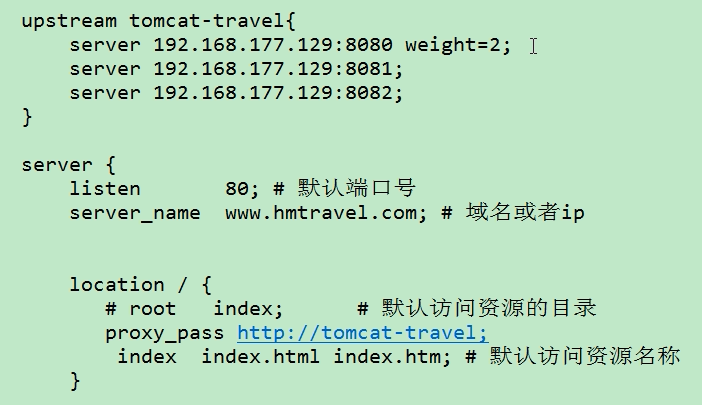 upstream tomcat-travel{
    server 192.168.177.129:8080 weight=2;
    server 192.168.177.129:8081;
    server 192.168.177.129:8082;
}
server {
    listen       80; # 默认端口号
    server_name  www.hmtravel.com; # 域名或者ip
    location / {
       # root   index;      # 默认访问资源的目录
       proxy_pass http://tomcat-travel;
        index  index.html index.htm; # 默认访问资源名称
    }